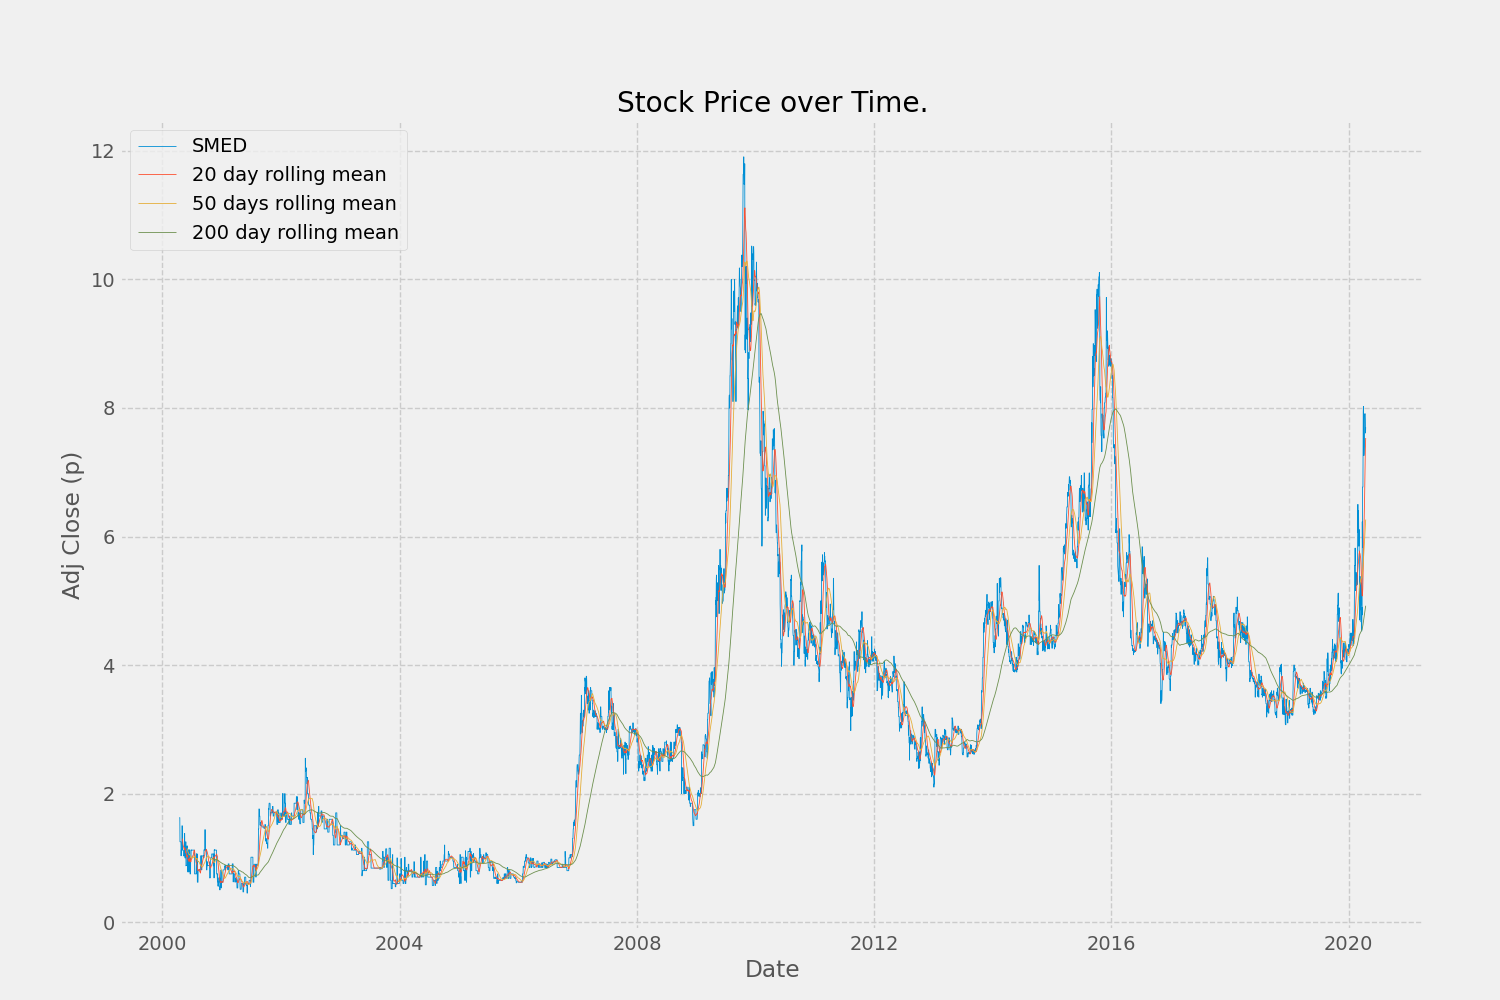 Stock Price over Time.
SMED
20 day rolling mean
50 days rolling mean
200 day rolling mean
12
10
8
6
4
2
0
Adj Close (p)
2000 2004 2008 2012 2016 2020
Date